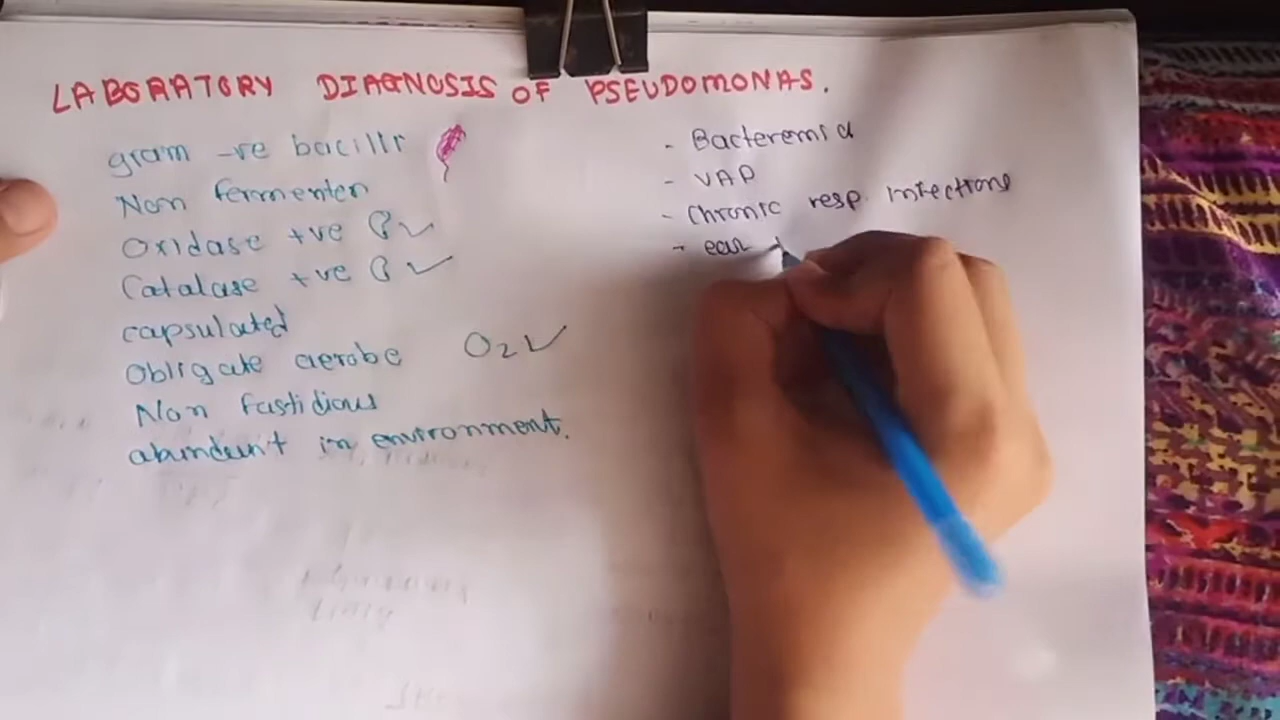 LABORATORY DIAGNOSIS OF PSEUDOMONAS.
gram -ve bacilli
Non fermenter
Oxidase +ve
Catalase +ve
capsulated
Obligate aerobe O2
Non fastidious
abundent in environment.
- Bacteremia
- VAP
- Chronic resp. infections
- ear